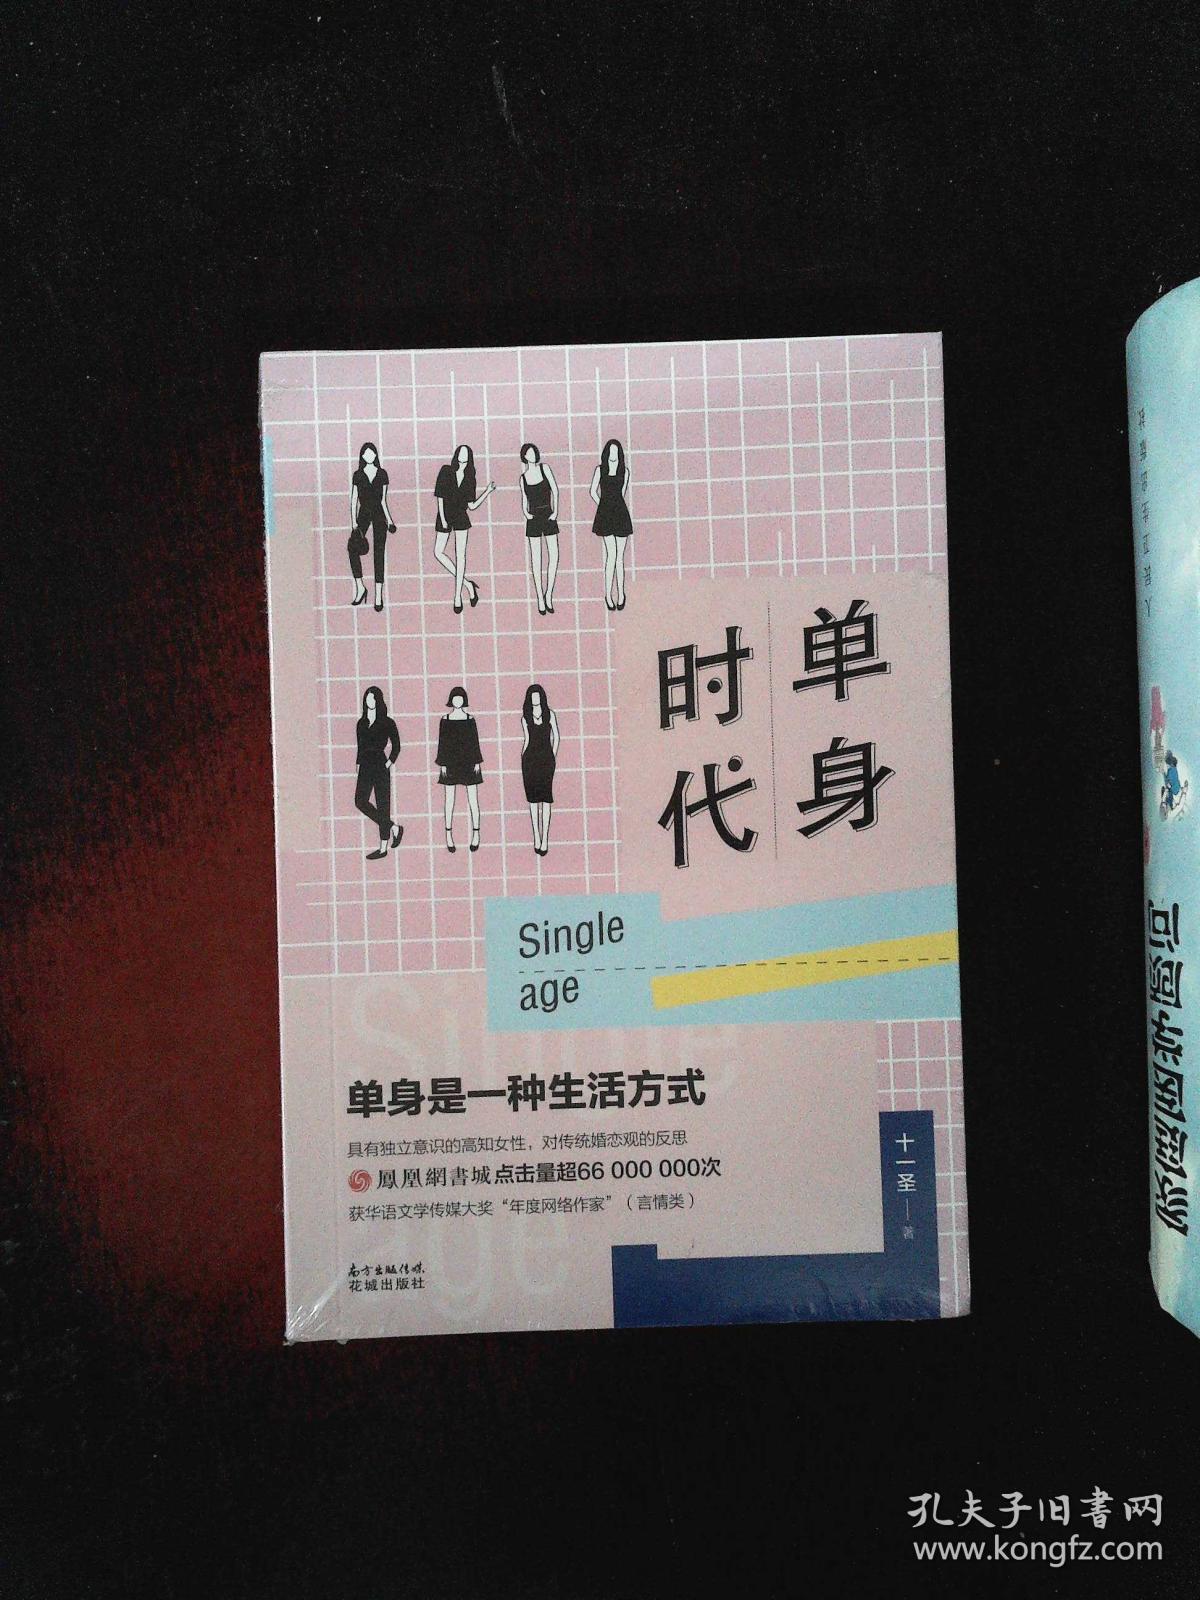 单身
时代
Single
age
Single
age
单身是一种生活方式
具有独立意识的高知女性，对传统婚恋观的反思
鳳凰網書城点击量超66 000 000次
获华语文学传媒大奖“年度网络作家”（言情类）
十一圣——著
南方出版传媒
花城出版社
孔夫子旧書网
www.kongfz.com